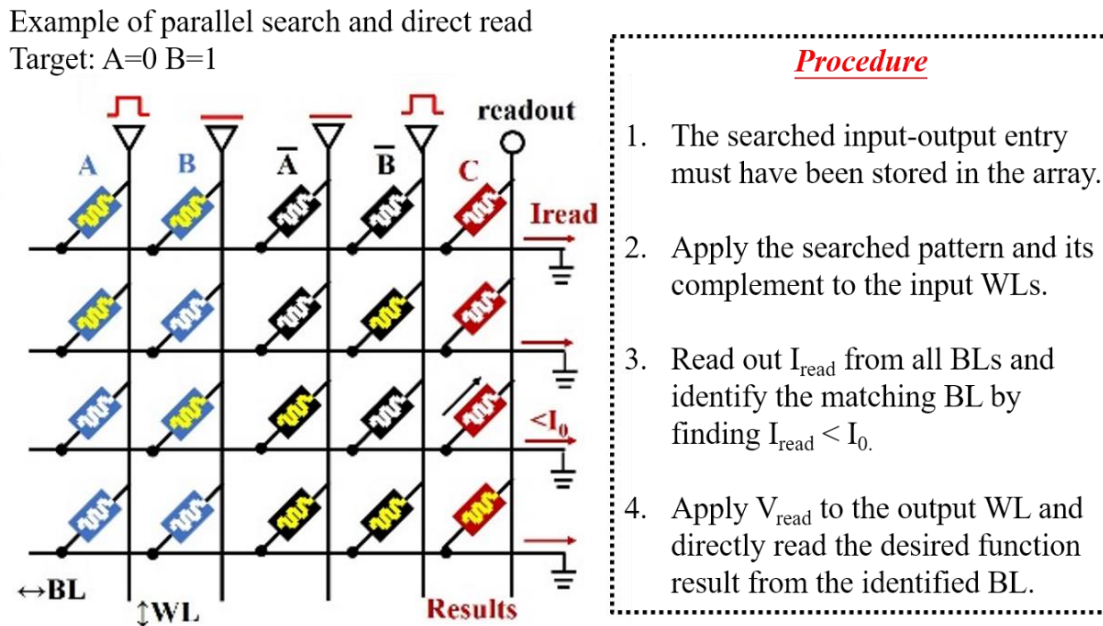 Example of parallel search and direct read
Target: A=0 B=1
readout
A
B
A̅
B̅
C
Iread
<I₀
↔BL
↕WL
Results
Procedure
1. The searched input-output entry
must have been stored in the array.
2. Apply the searched pattern and its
complement to the input WLs.
3. Read out Iread from all BLs and
identify the matching BL by
finding Iread < I₀.
4. Apply Vread to the output WL and
directly read the desired function
result from the identified BL.